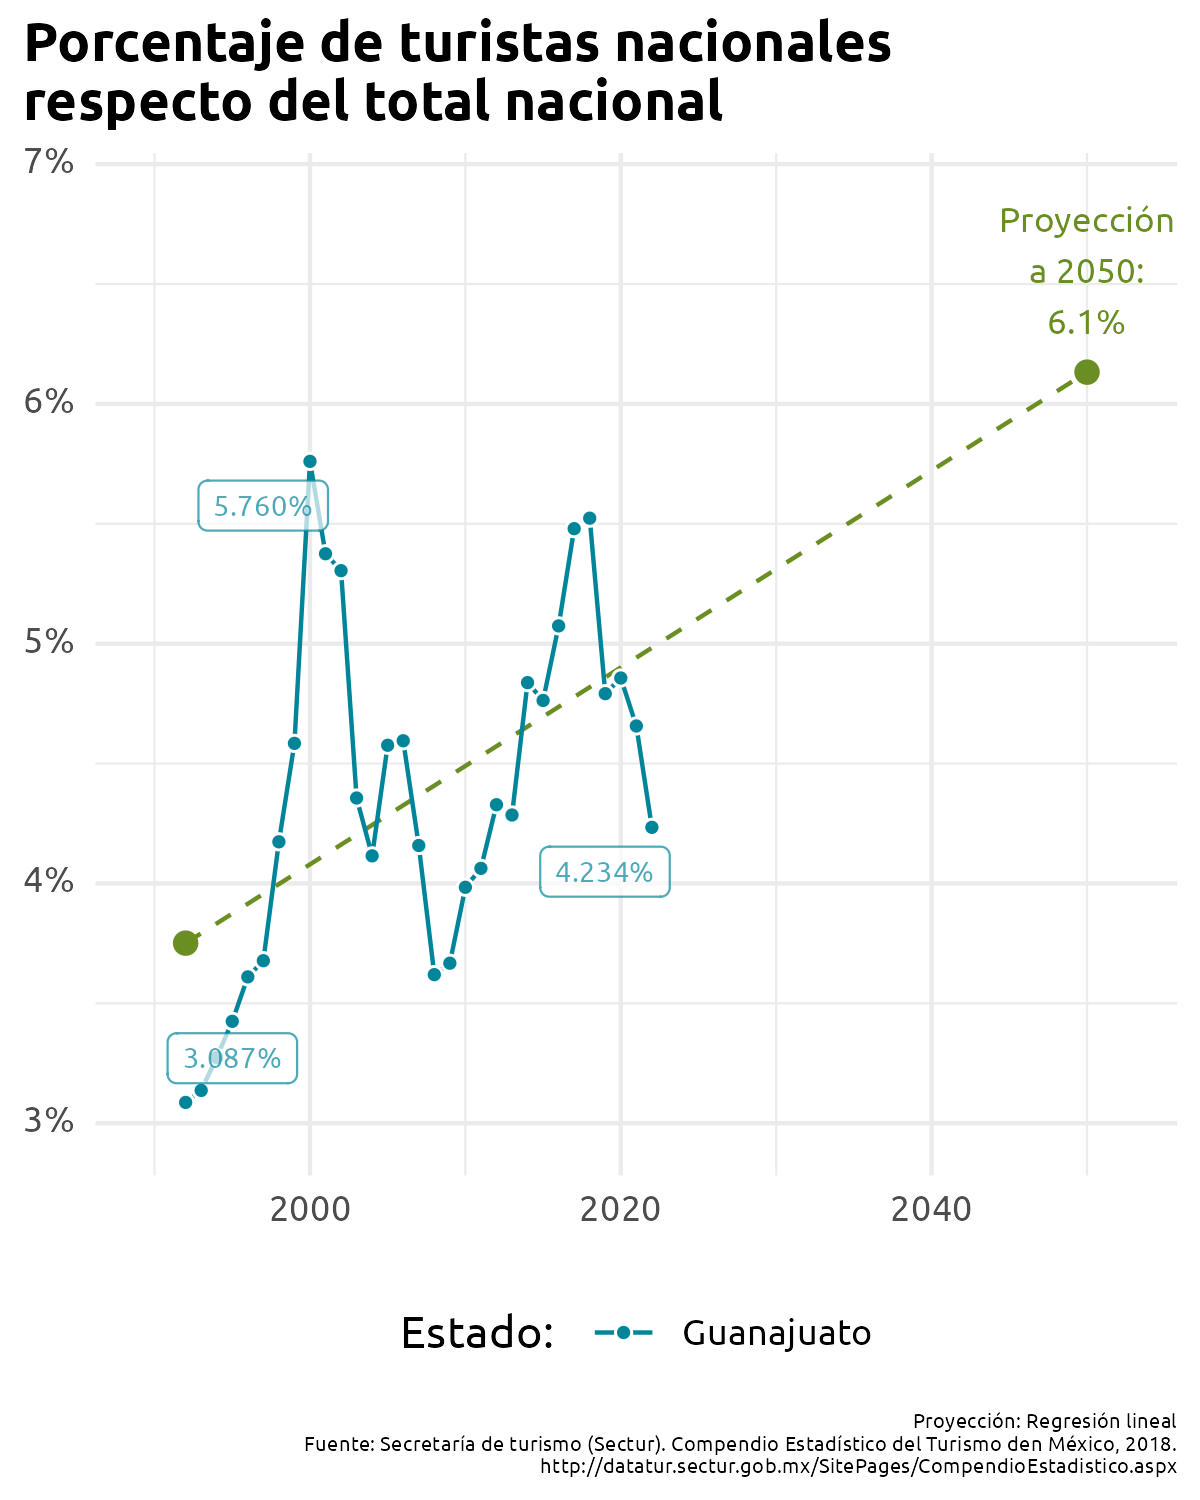 Porcentaje de turistas nacionales
respecto del total nacional
7%
Proyección
a 2050:
6.1%
6%
5.760%
5%
4.234%
4%
3.087%
3%
2000 2020 2040
Estado: Guanajuato
Proyección: Regresión lineal
Fuente: Secretaría de turismo (Sectur). Compendio Estadístico del Turismo den México, 2018.
http://datatur.sectur.gob.mx/SitePages/CompendioEstadistico.aspx